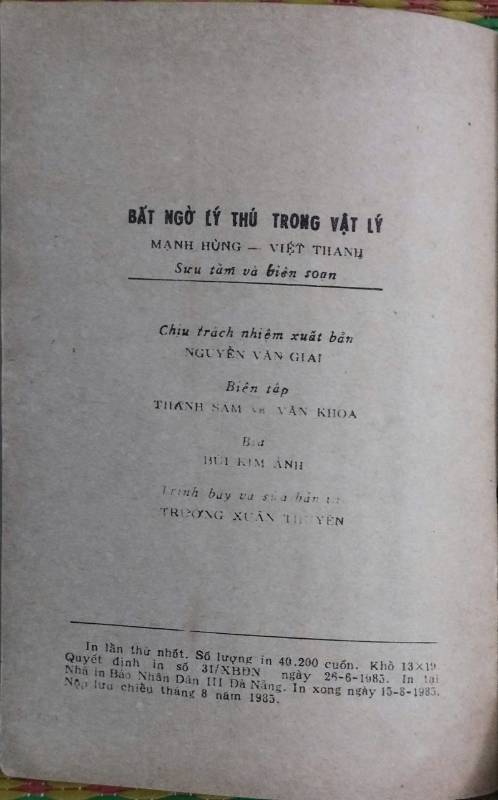 BẤT NGỜ LÝ THÚ TRONG VẬT LÝ
MẠNH HÙNG — VIỆT THANH
Sưu tầm và biên soạn
Chịu trách nhiệm xuất bản
NGUYỄN VĂN GIAI
Biên tập
THANH SÂM và VĂN KHOA
Bìa
BÙI KIM ÁNH
Trình bày và sửa bản in
TRƯƠNG XUÂN
In lần thứ nhất. Số lượng in 40.200 cuốn. Khổ 13×19
Quyết định in số 31/XBĐN ngày 26-6-1985. In tại
Nhà in Báo Nhân Dân III Đà Nẵng. In xong ngày 15-8-1985.
Nộp lưu chiểu tháng 8 năm 1985.